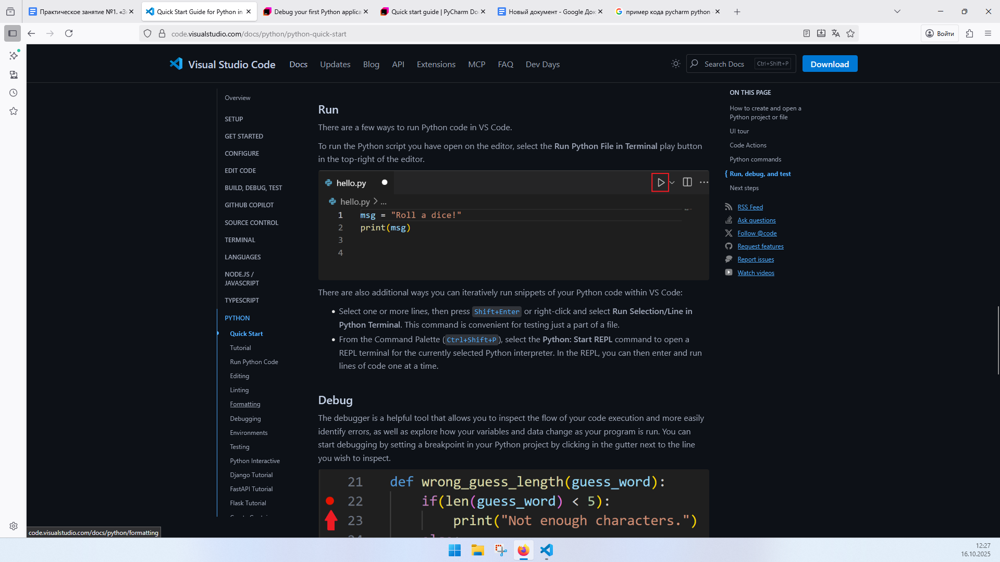 Практическое занятие №1. «З
Quick Start Guide for Python in
Debug your first Python applica
Quick start guide | PyCharm Do
Новый документ - Google Док
пример кода pycharm python
code.visualstudio.com/docs/python/python-quick-start
Войти
Visual Studio Code
Docs
Updates
Blog
API
Extensions
MCP
FAQ
Dev Days
Search Docs
Ctrl+Shift+P
Download
Overview
SETUP
GET STARTED
CONFIGURE
EDIT CODE
BUILD, DEBUG, TEST
GITHUB COPILOT
SOURCE CONTROL
TERMINAL
LANGUAGES
NODE.JS /
JAVASCRIPT
TYPESCRIPT
PYTHON
Quick Start
Tutorial
Run Python Code
Editing
Linting
Formatting
Debugging
Environments
Testing
Python Interactive
Django Tutorial
FastAPI Tutorial
Flask Tutorial
Run
There are a few ways to run Python code in VS Code.
To run the Python script you have open on the editor, select the Run Python File in Terminal play button
in the top-right of the editor.
hello.py
hello.py > ...
1 msg = "Roll a dice!"
2 print(msg)
3
4
There are also additional ways you can iteratively run snippets of your Python code within VS Code:
• Select one or more lines, then press Shift+Enter or right-click and select Run Selection/Line in
Python Terminal. This command is convenient for testing just a part of a file.
• From the Command Palette (Ctrl+Shift+P), select the Python: Start REPL command to open a
REPL terminal for the currently selected Python interpreter. In the REPL, you can then enter and run
lines of code one at a time.
Debug
The debugger is a helpful tool that allows you to inspect the flow of your code execution and more easily
identify errors, as well as explore how your variables and data change as your program is run. You can
start debugging by setting a breakpoint in your Python project by clicking in the gutter next to the line
you wish to inspect.
21 def wrong_guess_length(guess_word):
22 if(len(guess_word) < 5):
23 print("Not enough characters.")
ON THIS PAGE
How to create and open a
Python project or file
UI tour
Code Actions
Python commands
Run, debug, and test
Next steps
RSS Feed
Ask questions
Follow @code
Request features
Report issues
Watch videos
code.visualstudio.com/docs/python/formatting
12:27
16.10.2025